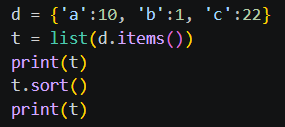 d = {'a':10, 'b':1, 'c':22}
t = list(d.items())
print(t)
t.sort()
print(t)